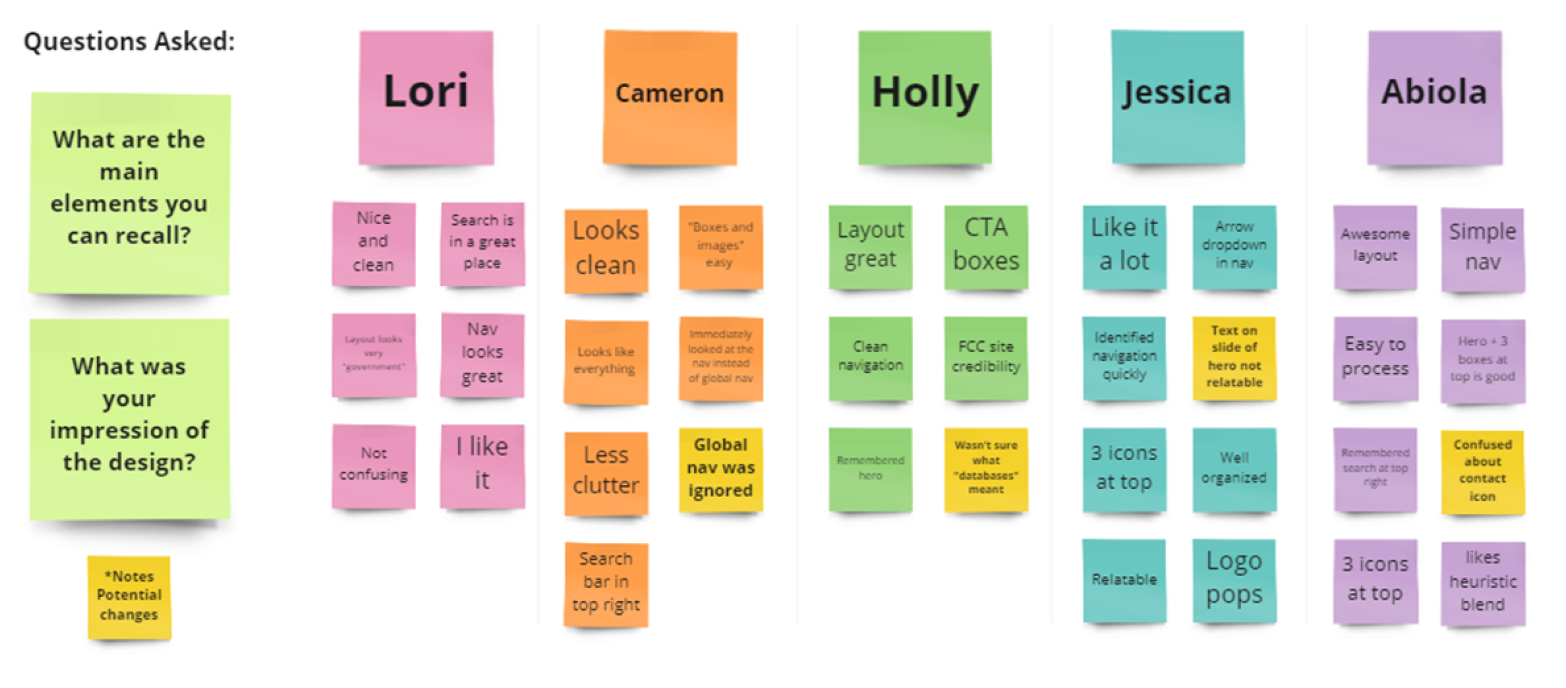 Questions Asked:
What are the
main
elements you
can recall?
What was
your
impression of
the design?
*Notes
Potential
changes
Lori
Nice
and
clean
Search is
in a great
place
Layout looks
very
"government"
Nav
looks
great
Not
confusing
I like
it
Cameron
Looks
clean
"Boxes and
images"
easy
Looks like
everything
Immediately
looked at the
nav instead
of global nav
Less
clutter
Global
nav was
ignored
Search
bar in
top right
Holly
Layout
great
CTA
boxes
Clean
navigation
FCC site
credibility
Remembered
hero
Wasn't sure
what
"databases"
meant
Jessica
Like it
a lot
Arrow
dropdown
in nav
Identified
navigation
quickly
Text on
slide of
hero not
relatable
3 icons
at top
Well
organized
Relatable
Logo
pops
Abiola
Awesome
layout
Simple
nav
Easy to
process
Hero + 3
boxes at
top is good
Remembered
search at top
right
Confused
about
contact
icon
3 icons
at top
likes
heuristic
blend